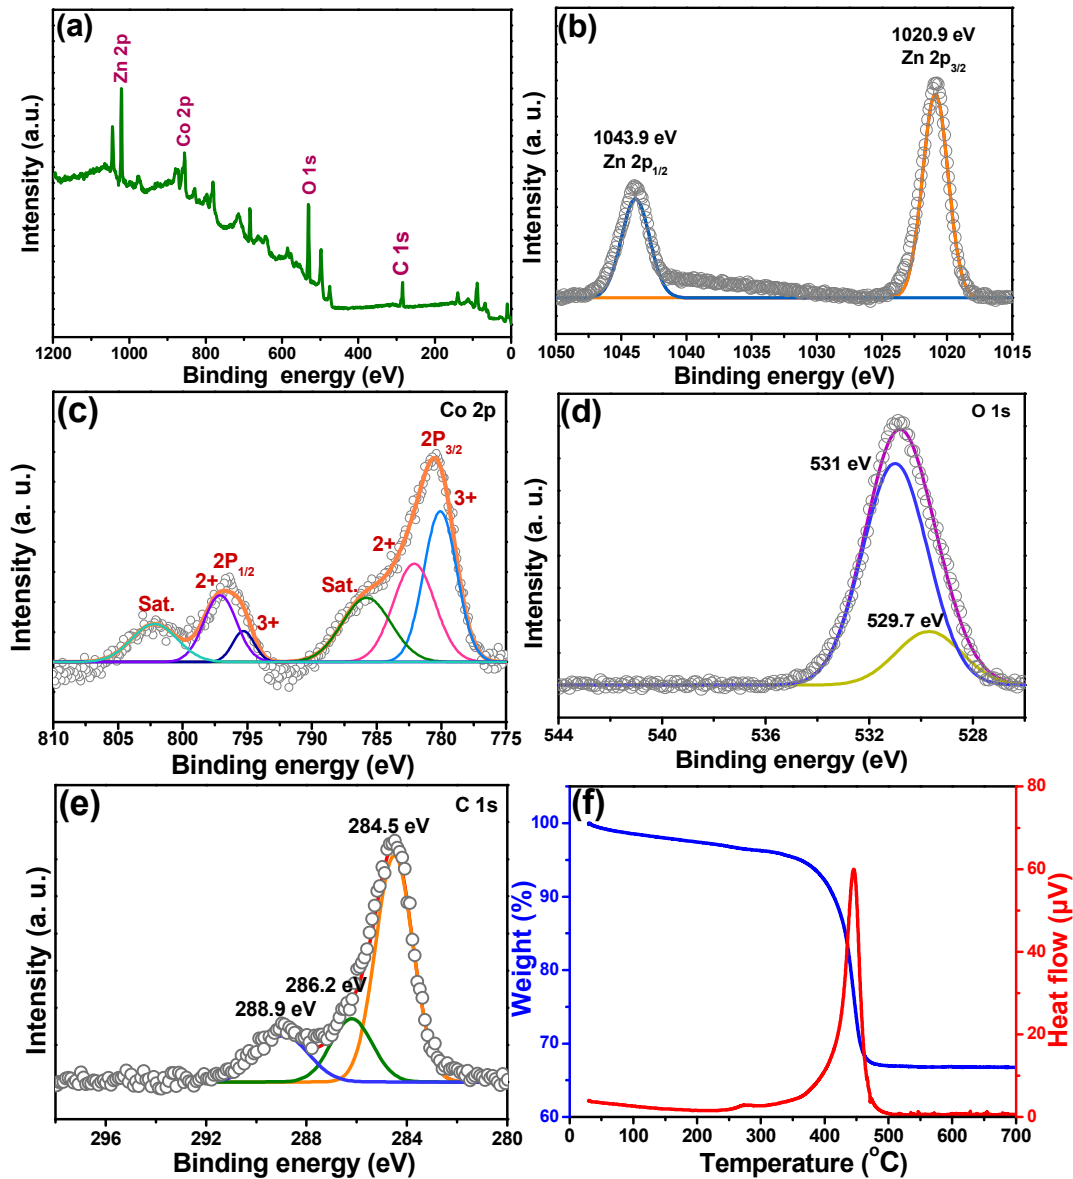 (a)
Zn 2p
Co 2p
O 1s
C 1s
Intensity (a.u.)
1200 1000 800 600 400 200 0
Binding energy (eV)
(b)
1020.9 eV
Zn 2p3/2
1043.9 eV
Zn 2p1/2
Intensity (a. u.)
1050 1045 1040 1035 1030 1025 1020 1015
Binding energy (eV)
(c)
Co 2p
2P3/2
3+
2+
Sat.
2P1/2
2+
3+
Sat.
Intensity (a. u.)
810 805 800 795 790 785 780 775
Binding energy (eV)
(d)
O 1s
531 eV
529.7 eV
Intensity (a. u.)
544 540 536 532 528
Binding energy (eV)
(e)
C 1s
284.5 eV
286.2 eV
288.9 eV
Intensity (a. u.)
296 292 288 284 280
Binding energy (eV)
(f)
Weight (%)
100
90
80
70
60
Heat flow (µV)
80
60
40
20
0
0 100 200 300 400 500 600 700
Temperature (°C)